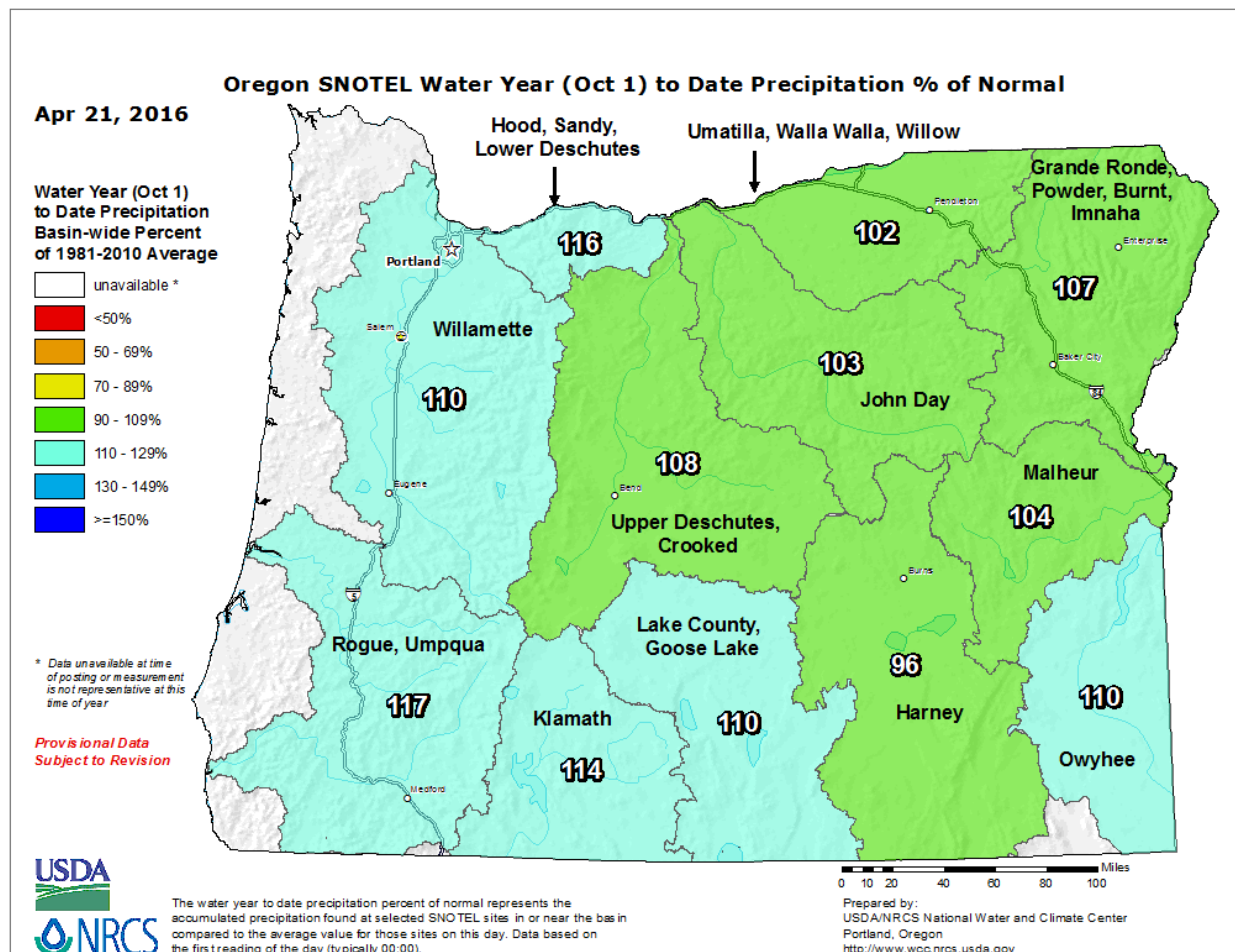 Oregon SNOTEL Water Year (Oct 1) to Date Precipitation % of Normal
Apr 21, 2016
Hood, Sandy,
Lower Deschutes
Umatilla, Walla Walla, Willow
Water Year (Oct 1)
to Date Precipitation
Basin-wide Percent
of 1981-2010 Average
unavailable *
<50%
50 - 69%
70 - 89%
90 - 109%
110 - 129%
130 - 149%
>=150%
Grande Ronde,
Powder, Burnt,
Imnaha
Pendleton
Enterprise
116
102
Portland
107
Salem
Willamette
Baker City
103
84
110
John Day
108
Malheur
Eugene
Bend
104
Upper Deschutes,
Crooked
Burns
5
Lake County,
Goose Lake
Rogue, Umpqua
96
117
Klamath
110
Harney
110
114
Owyhee
Medford
* Data unavailable at time
of posting or measurement
is not representative at this
time of year
Provisional Data
Subject to Revision
Miles
0 10 20 40 60 80 100
USDA
NRCS
The water year to date precipitation percent of normal represents the
accumulated precipitation found at selected SNOTEL sites in or near the basin
compared to the average value for those sites on this day. Data based on
the first reading of the day (typically 00:00).
Prepared by:
USDA/NRCS National Water and Climate Center
Portland, Oregon
http://www.wcc.nrcs.usda.gov